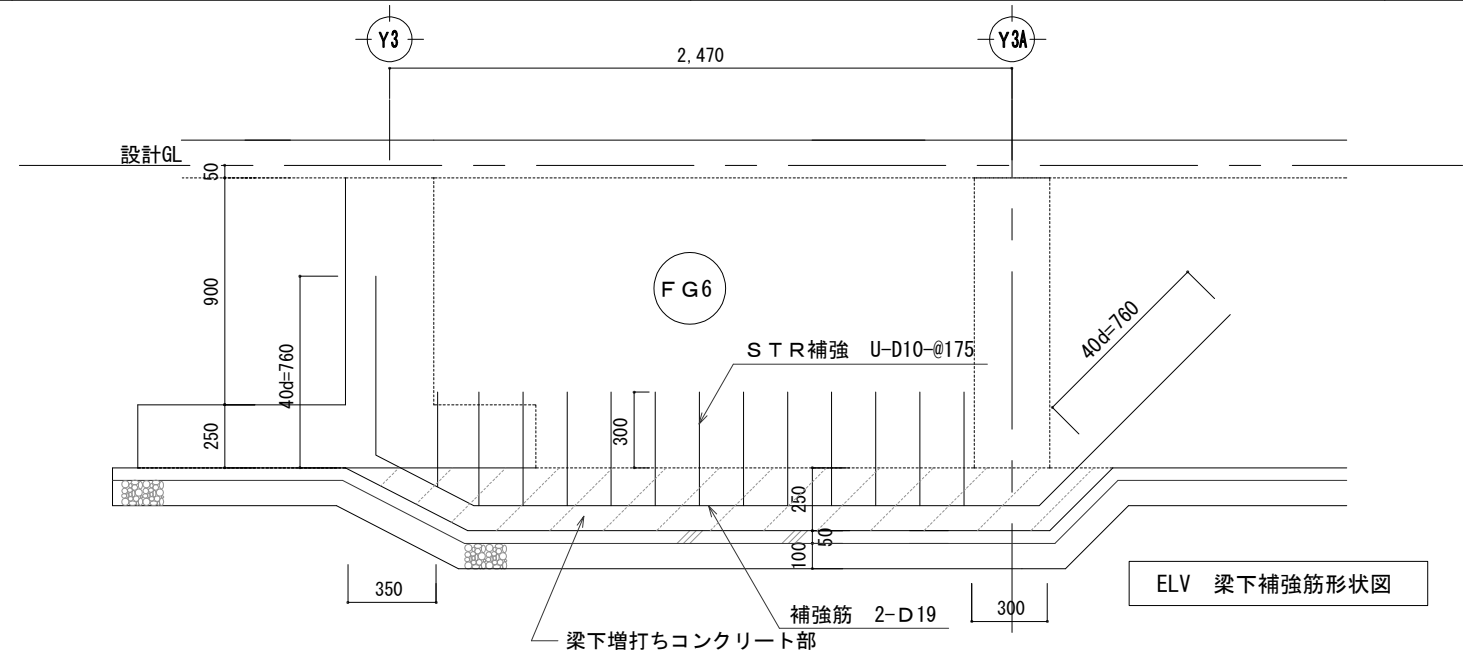 Y3
Y3A
2,470
設計GL
50
900
FG6
40d=760
40d=760
STR補強 U-D10-@175
250
300
250
50
100
350
300
補強筋 2-D19
梁下増打ちコンクリート部
ELV 梁下補強筋形状図